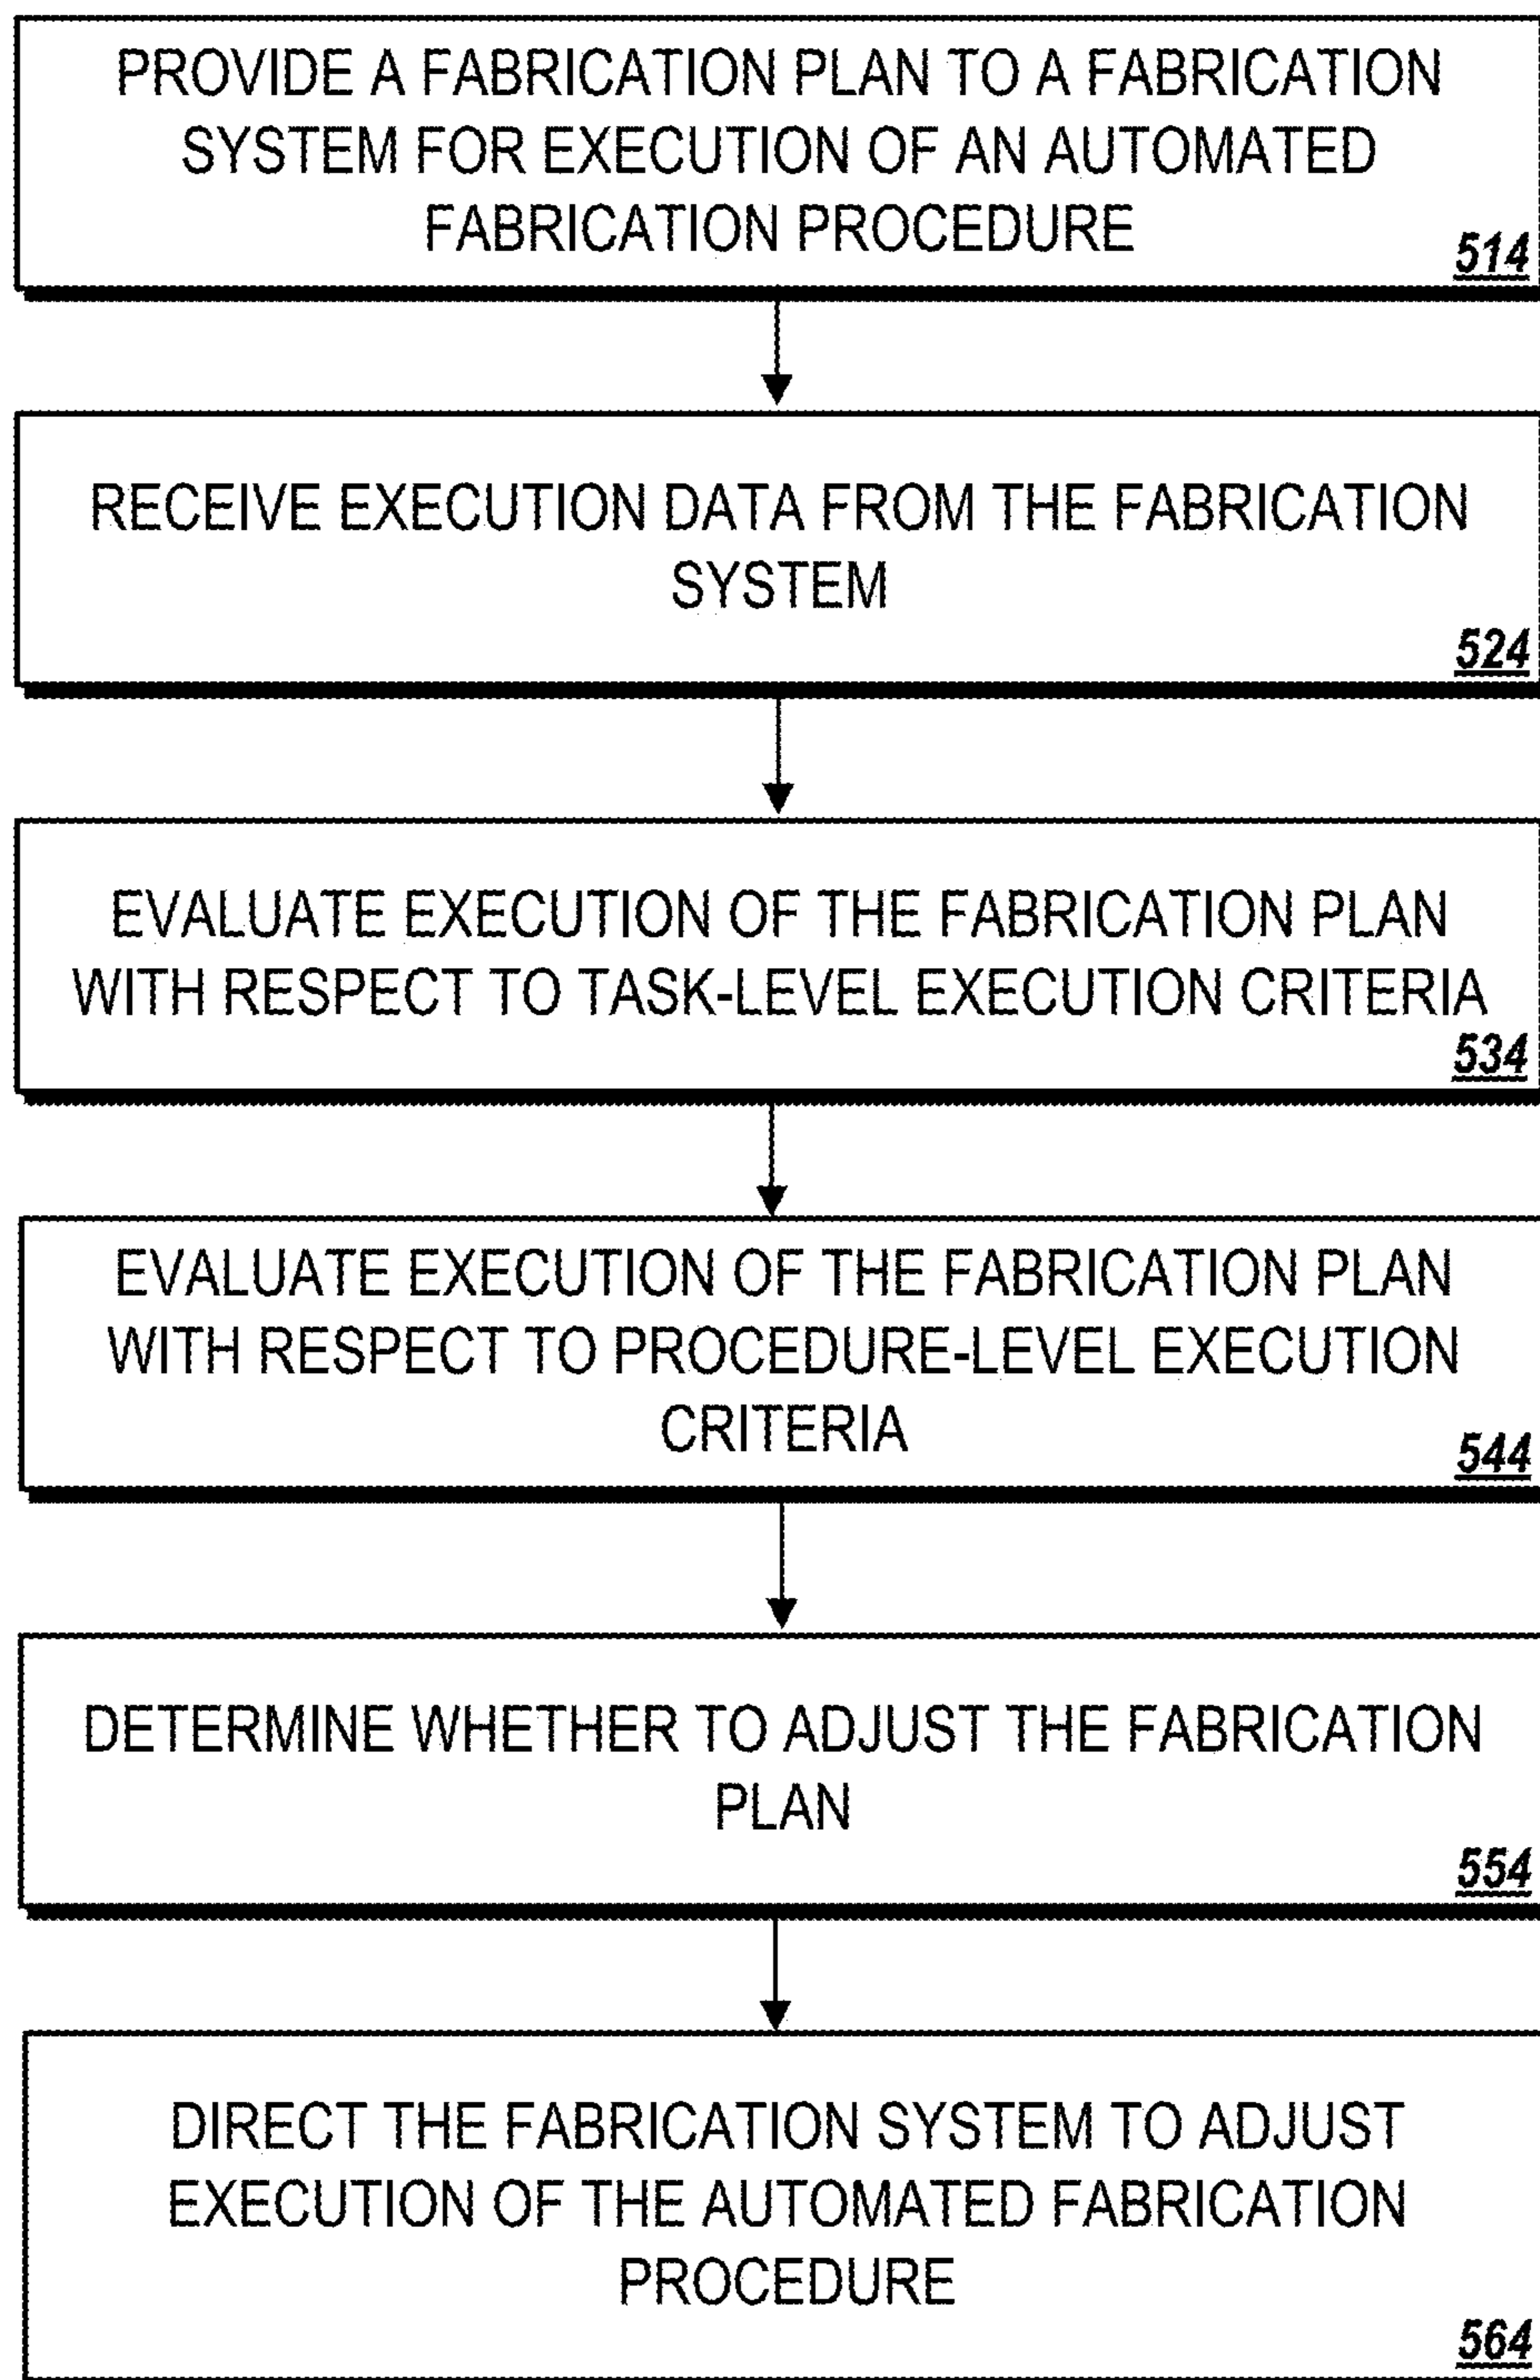 PROVIDE A FABRICATION PLAN TO A FABRICATION
SYSTEM FOR EXECUTION OF AN AUTOMATED
FABRICATION PROCEDURE
514
RECEIVE EXECUTION DATA FROM THE FABRICATION
SYSTEM
524
EVALUATE EXECUTION OF THE FABRICATION PLAN
WITH RESPECT TO TASK-LEVEL EXECUTION CRITERIA
534
EVALUATE EXECUTION OF THE FABRICATION PLAN
WITH RESPECT TO PROCEDURE-LEVEL EXECUTION
CRITERIA
544
DETERMINE WHETHER TO ADJUST THE FABRICATION
PLAN
554
DIRECT THE FABRICATION SYSTEM TO ADJUST
EXECUTION OF THE AUTOMATED FABRICATION
PROCEDURE
564